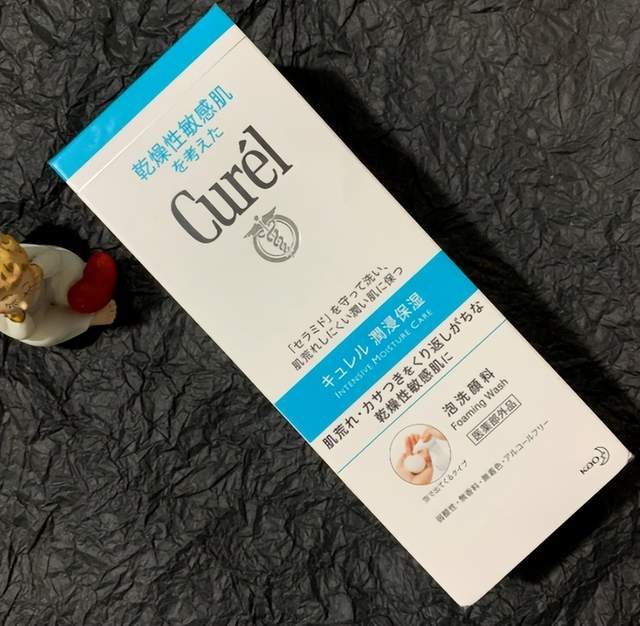 乾燥性敏感肌
を考えた
Curél
「セラミド」を守って洗い、
肌荒れしにくい潤い肌に保つ
キュレル 潤浸保湿
INTENSIVE MOISTURE CARE
肌荒れ・カサつきをくり返しがちな
乾燥性敏感肌に
泡洗顔料
Foaming Wash
医薬部外品
泡で出てくるタイプ
弱酸性・無香料・無着色・アルコールフリー
Kao